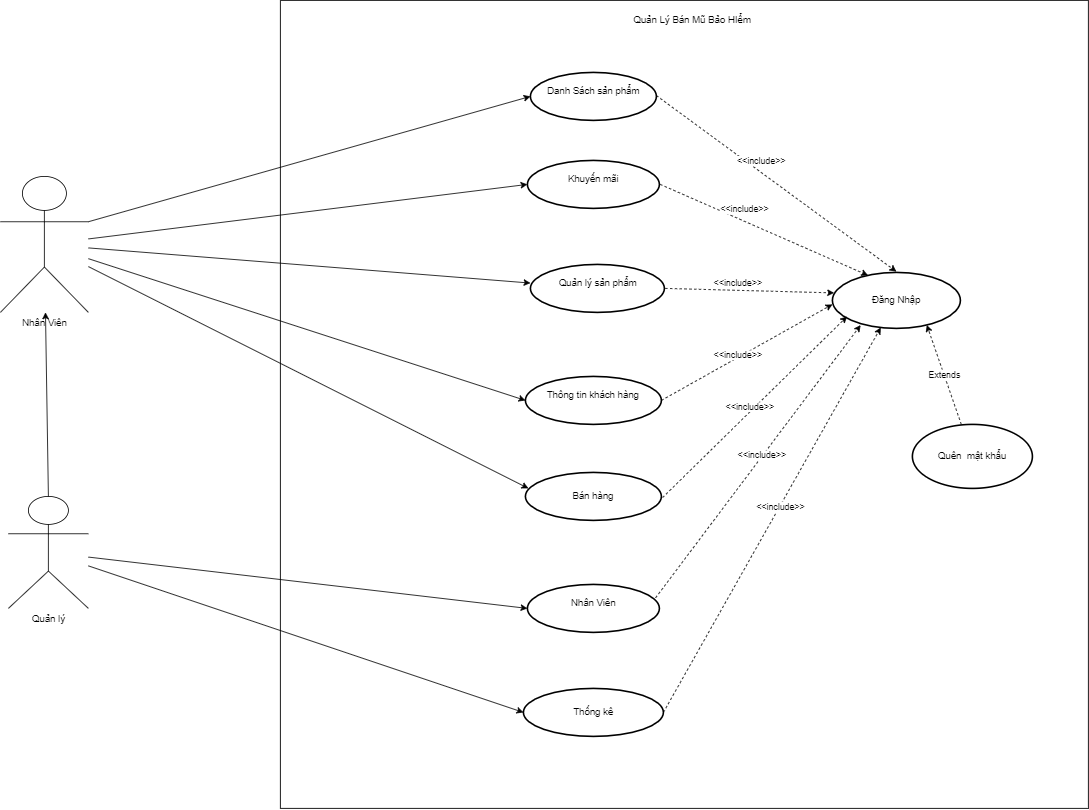 Quản Lý Bán Mũ Bảo HIểm
Danh Sách sản phẩm
<<include>>
Khuyến mãi
<<include>>
Quản lý sản phẩm
<<include>>
Đăng Nhập
Nhân Viên
<<include>>
Extends
Thông tin khách hàng
<<include>>
Quên mật khẩu
<<include>>
Bán hàng
<<include>>
Nhân Viên
Quản lý
Thống kê